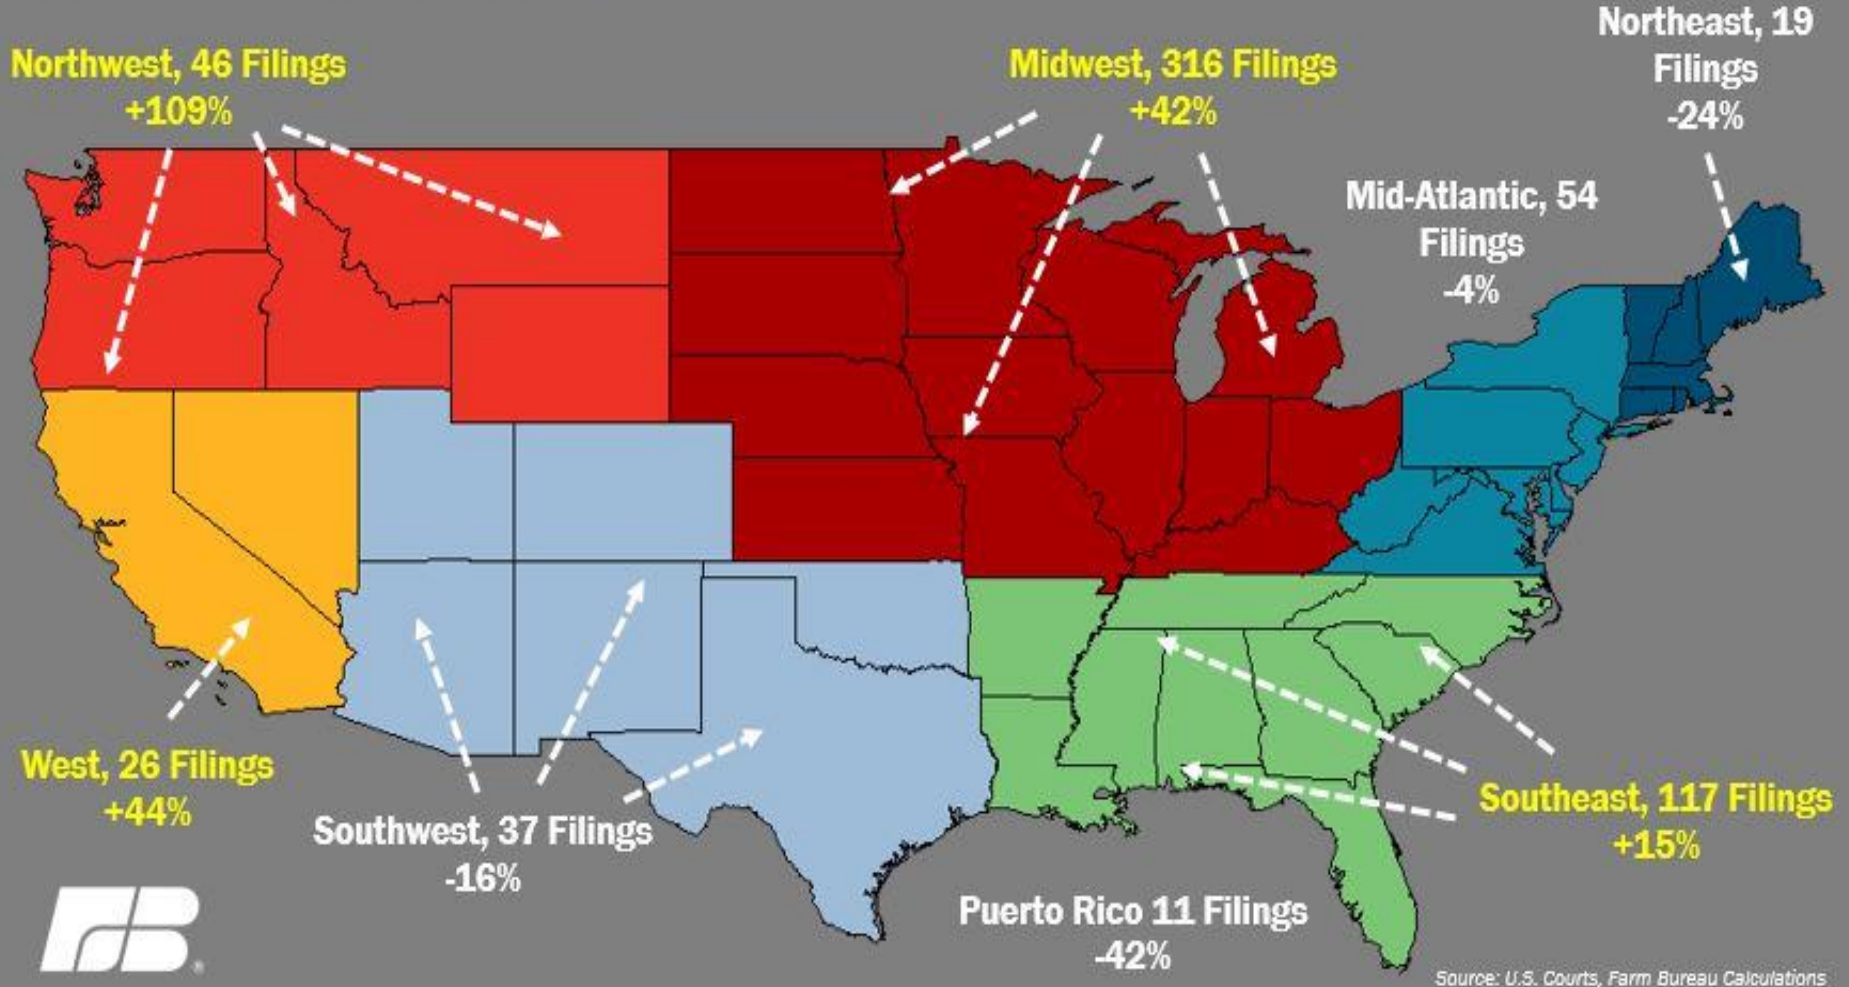 Northwest, 46 Filings
+109%
Midwest, 316 Filings
+42%
Northeast, 19
Filings
-24%
Mid-Atlantic, 54
Filings
-4%
West, 26 Filings
+44%
Southwest, 37 Filings
-16%
Southeast, 117 Filings
+15%
Puerto Rico 11 Filings
-42%
FB®
Source: U.S. Courts, Farm Bureau Calculations